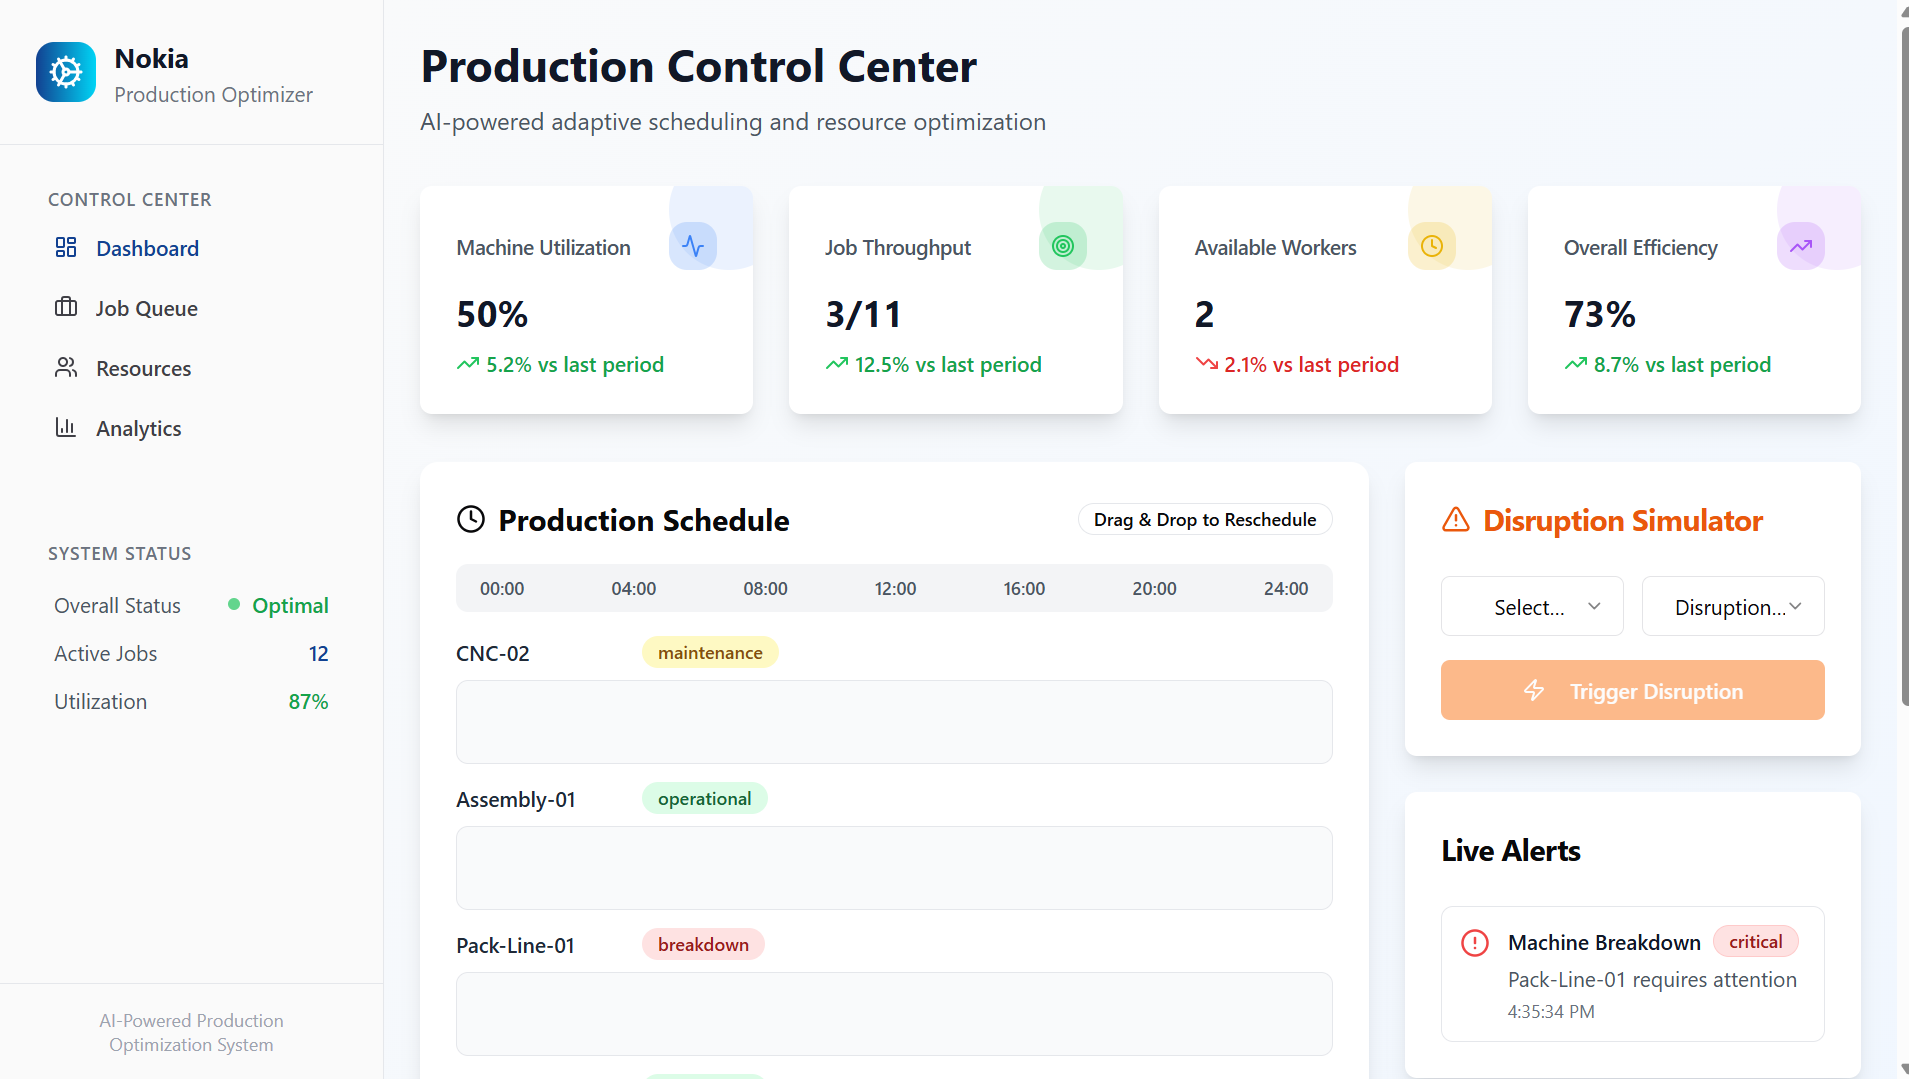 Nokia
Production Optimizer
CONTROL CENTER
Dashboard
Job Queue
Resources
Analytics
SYSTEM STATUS
Overall Status Optimal
Active Jobs 12
Utilization 87%
AI-Powered Production
Optimization System
Production Control Center
AI-powered adaptive scheduling and resource optimization
Machine Utilization
50%
5.2% vs last period
Job Throughput
3/11
12.5% vs last period
Available Workers
2
2.1% vs last period
Overall Efficiency
73%
8.7% vs last period
Production Schedule
Drag & Drop to Reschedule
00:00 04:00 08:00 12:00 16:00 20:00 24:00
CNC-02 maintenance
Assembly-01 operational
Pack-Line-01 breakdown
Disruption Simulator
Select... Disruption...
Trigger Disruption
Live Alerts
Machine Breakdown critical
Pack-Line-01 requires attention
4:35:34 PM